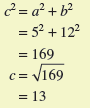 c² = a² + b²
= 5² + 12²
= 169
c = √169
= 13